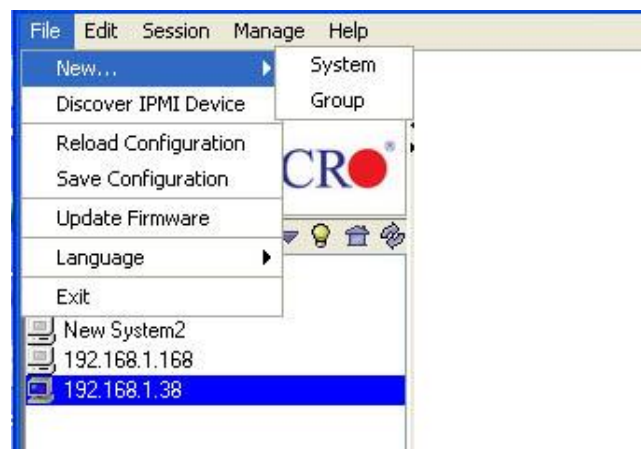 File Edit Session Manage Help
New... System
Discover IPMI Device Group
Reload Configuration
Save Configuration
CRO®
Update Firmware
Language
Exit
New System2
192.168.1.168
192.168.1.38